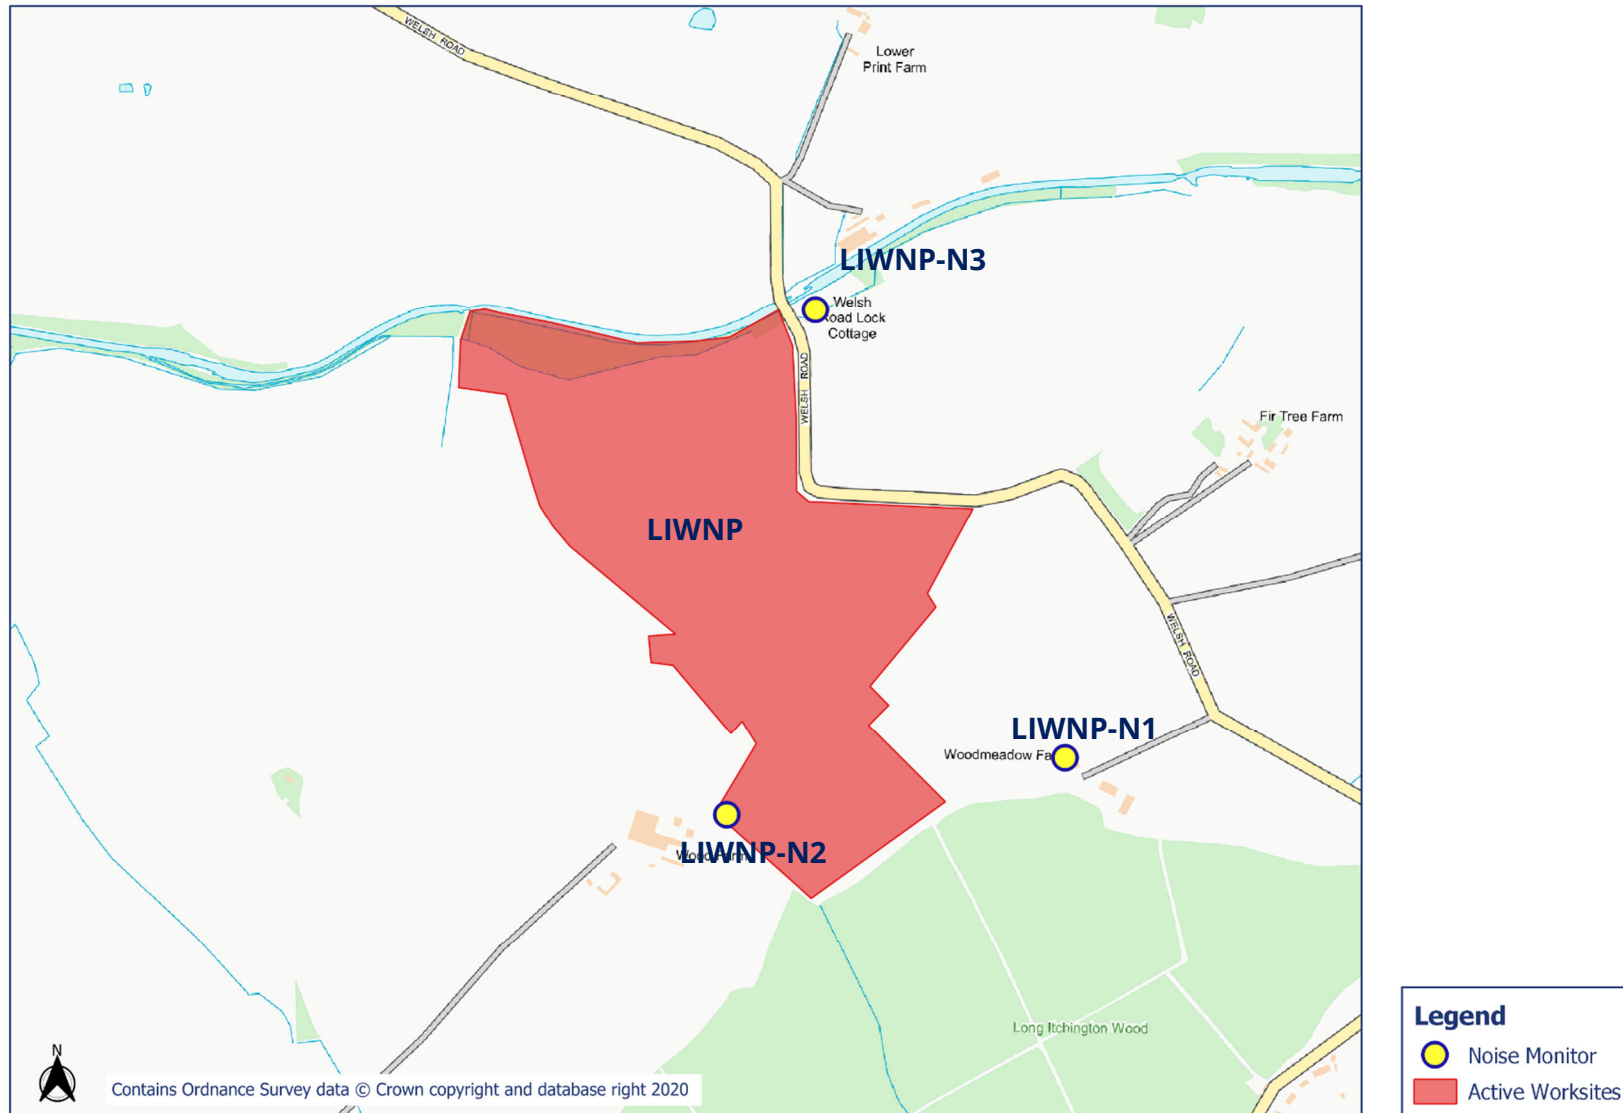 WELSH ROAD
Lower
Print Farm
LIWNP-N3
Welsh
Road Lock
Cottage
WELSH ROAD
Fir Tree Farm
LIWNP
WELSH ROAD
LIWNP-N1
Woodmeadow Fa
LIWNP-N2
Long Itchington Wood
N
Contains Ordnance Survey data © Crown copyright and database right 2020
Legend
Noise Monitor
Active Worksites